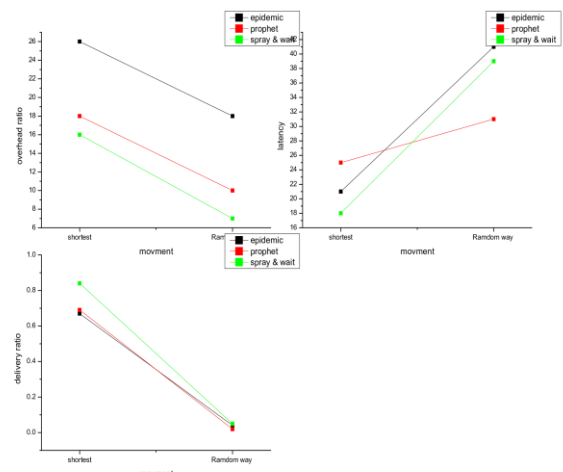 epidemic
prophet
spray & wait
overhead ratio
26
24
22
20
18
16
14
12
10
8
6
shortest
movment
epidemic
prophet
spray & wait
latency
42
40
38
36
34
32
30
28
26
24
22
20
18
16
shortest
Ramdom way
movment
epidemic
prophet
spray & wait
delivery ratio
1.0
0.8
0.6
0.4
0.2
0.0
shortest
Ramdom way